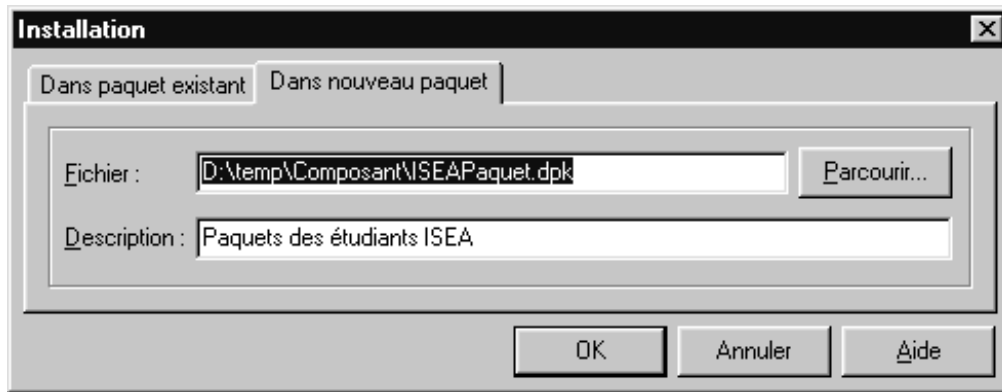 Installation
Dans paquet existant Dans nouveau paquet
Fichier : D:\temp\Composant\ISEAPaquet.dpk Parcourir...
Description : Paquets des étudiants ISEA
OK Annuler Aide